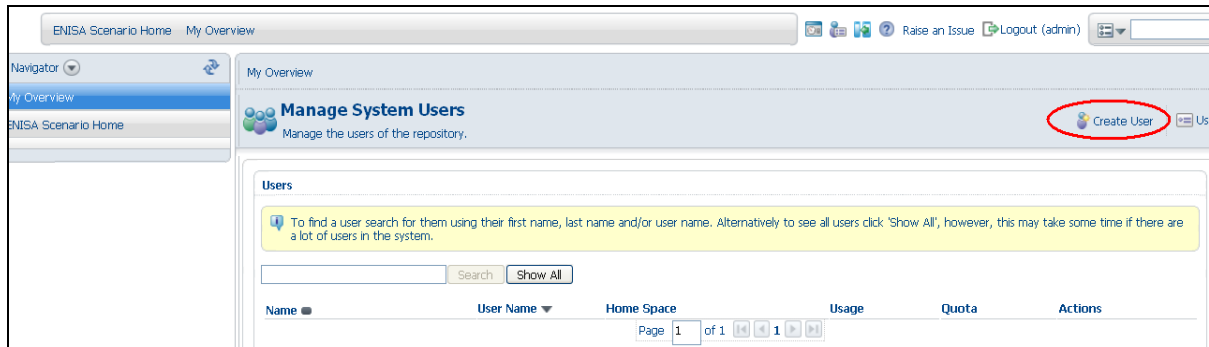 ENISA Scenario Home My Overview
Raise an Issue Logout (admin)
Navigator
My Overview
ENISA Scenario Home
My Overview
Manage System Users
Manage the users of the repository.
Create User
Us
Users
To find a user search for them using their first name, last name and/or user name. Alternatively to see all users click 'Show All', however, this may take some time if there are
a lot of users in the system.
Search Show All
Name User Name Home Space Usage Quota Actions
Page 1 of 1 1